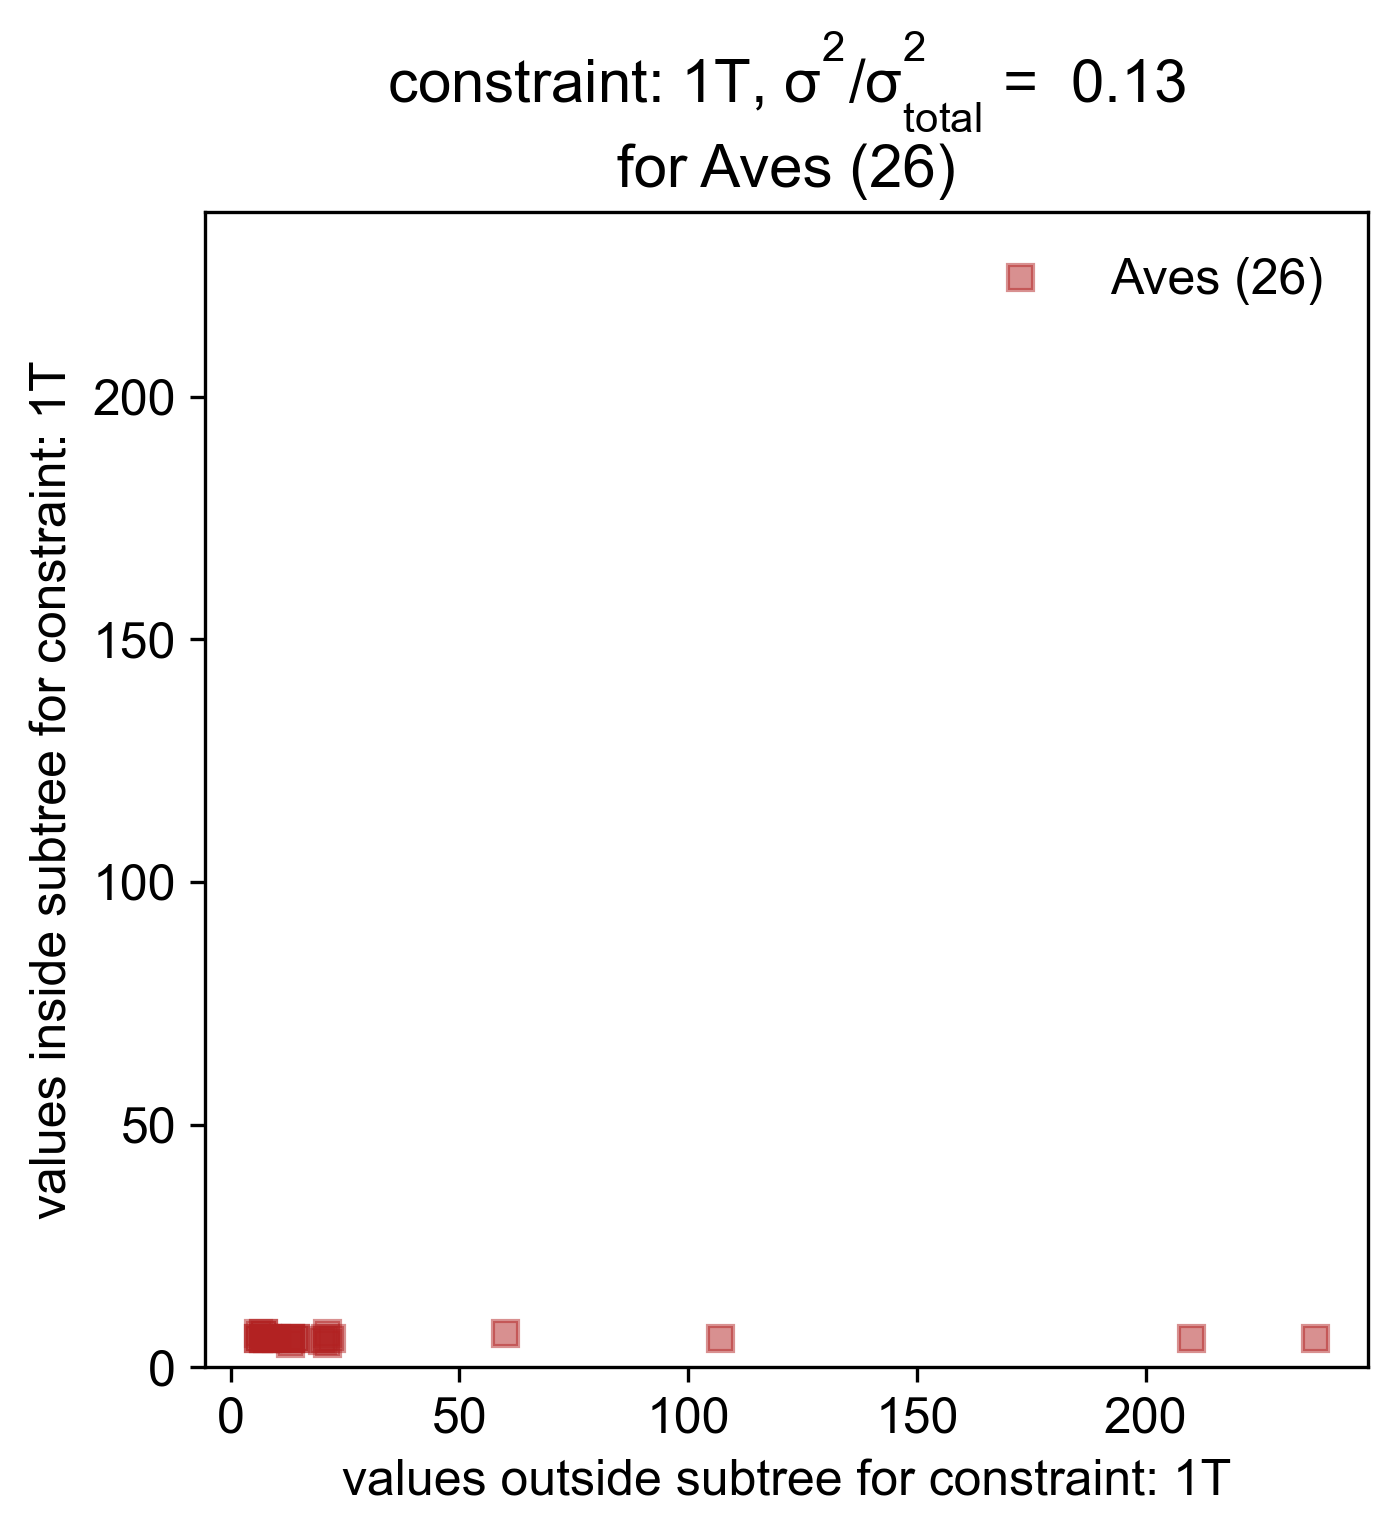 constraint: 1T, σ²/σ²total = 0.13
for Aves (26)
Aves (26)
values inside subtree for constraint: 1T
200
150
100
50
0
0 50 100 150 200
values outside subtree for constraint: 1T